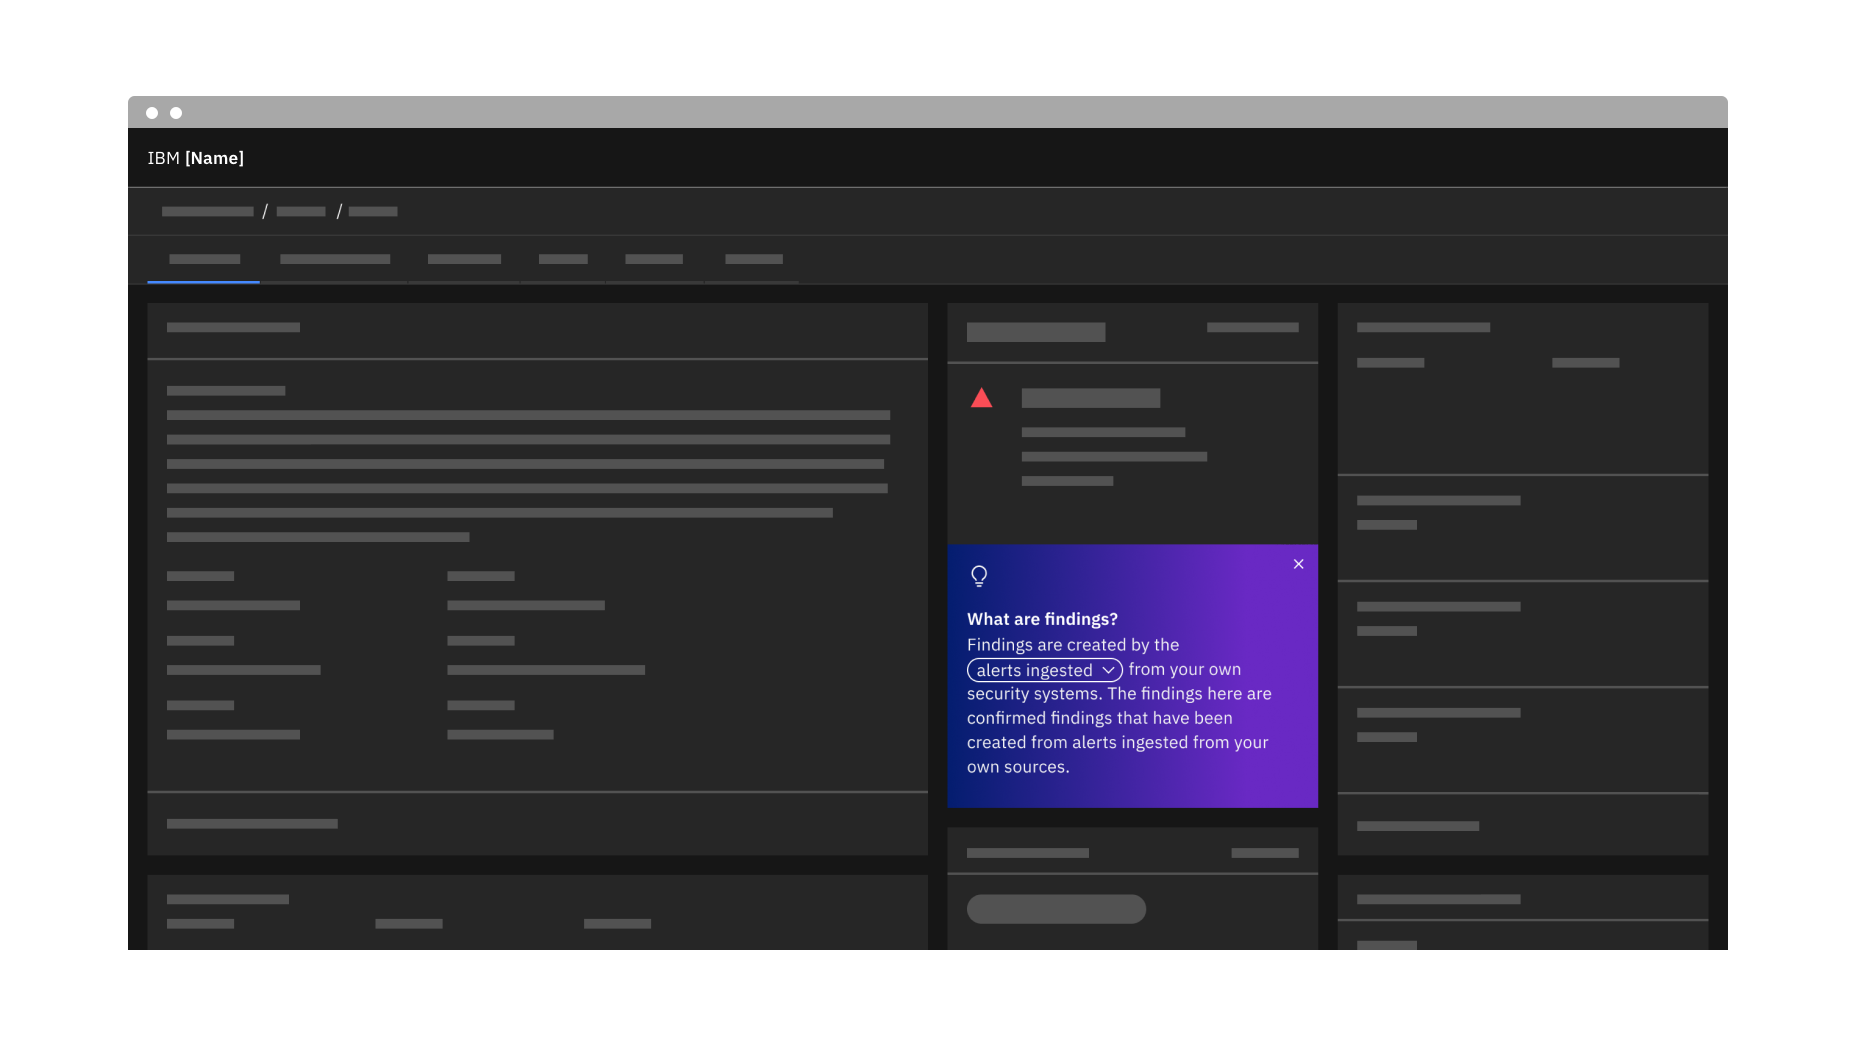 IBM [Name]
/ /
What are findings?
Findings are created by the
alerts ingested from your own
security systems. The findings here are
confirmed findings that have been
created from alerts ingested from your
own sources.